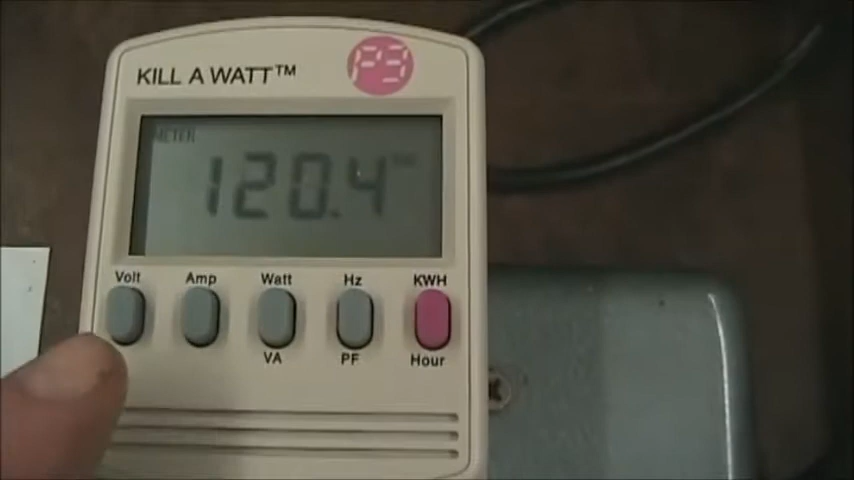 KILL A WATT™
P3
METER
120.4
Volt Amp Watt Hz KWH
VA PF Hour